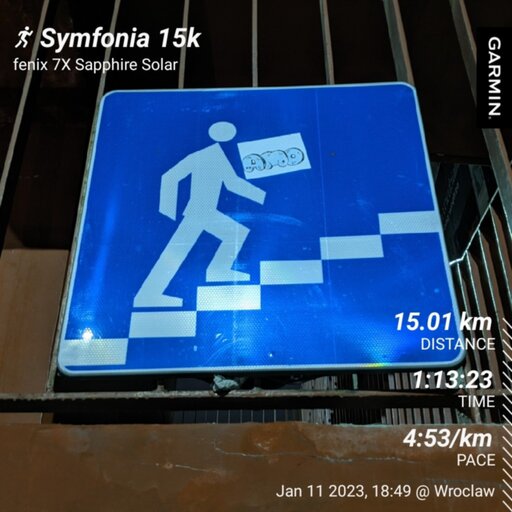 Symfonia 15k
fenix 7X Sapphire Solar
GARMIN.
15.01 km
DISTANCE
1:13:23
TIME
4:53/km
PACE
Jan 11 2023, 18:49 @ Wroclaw